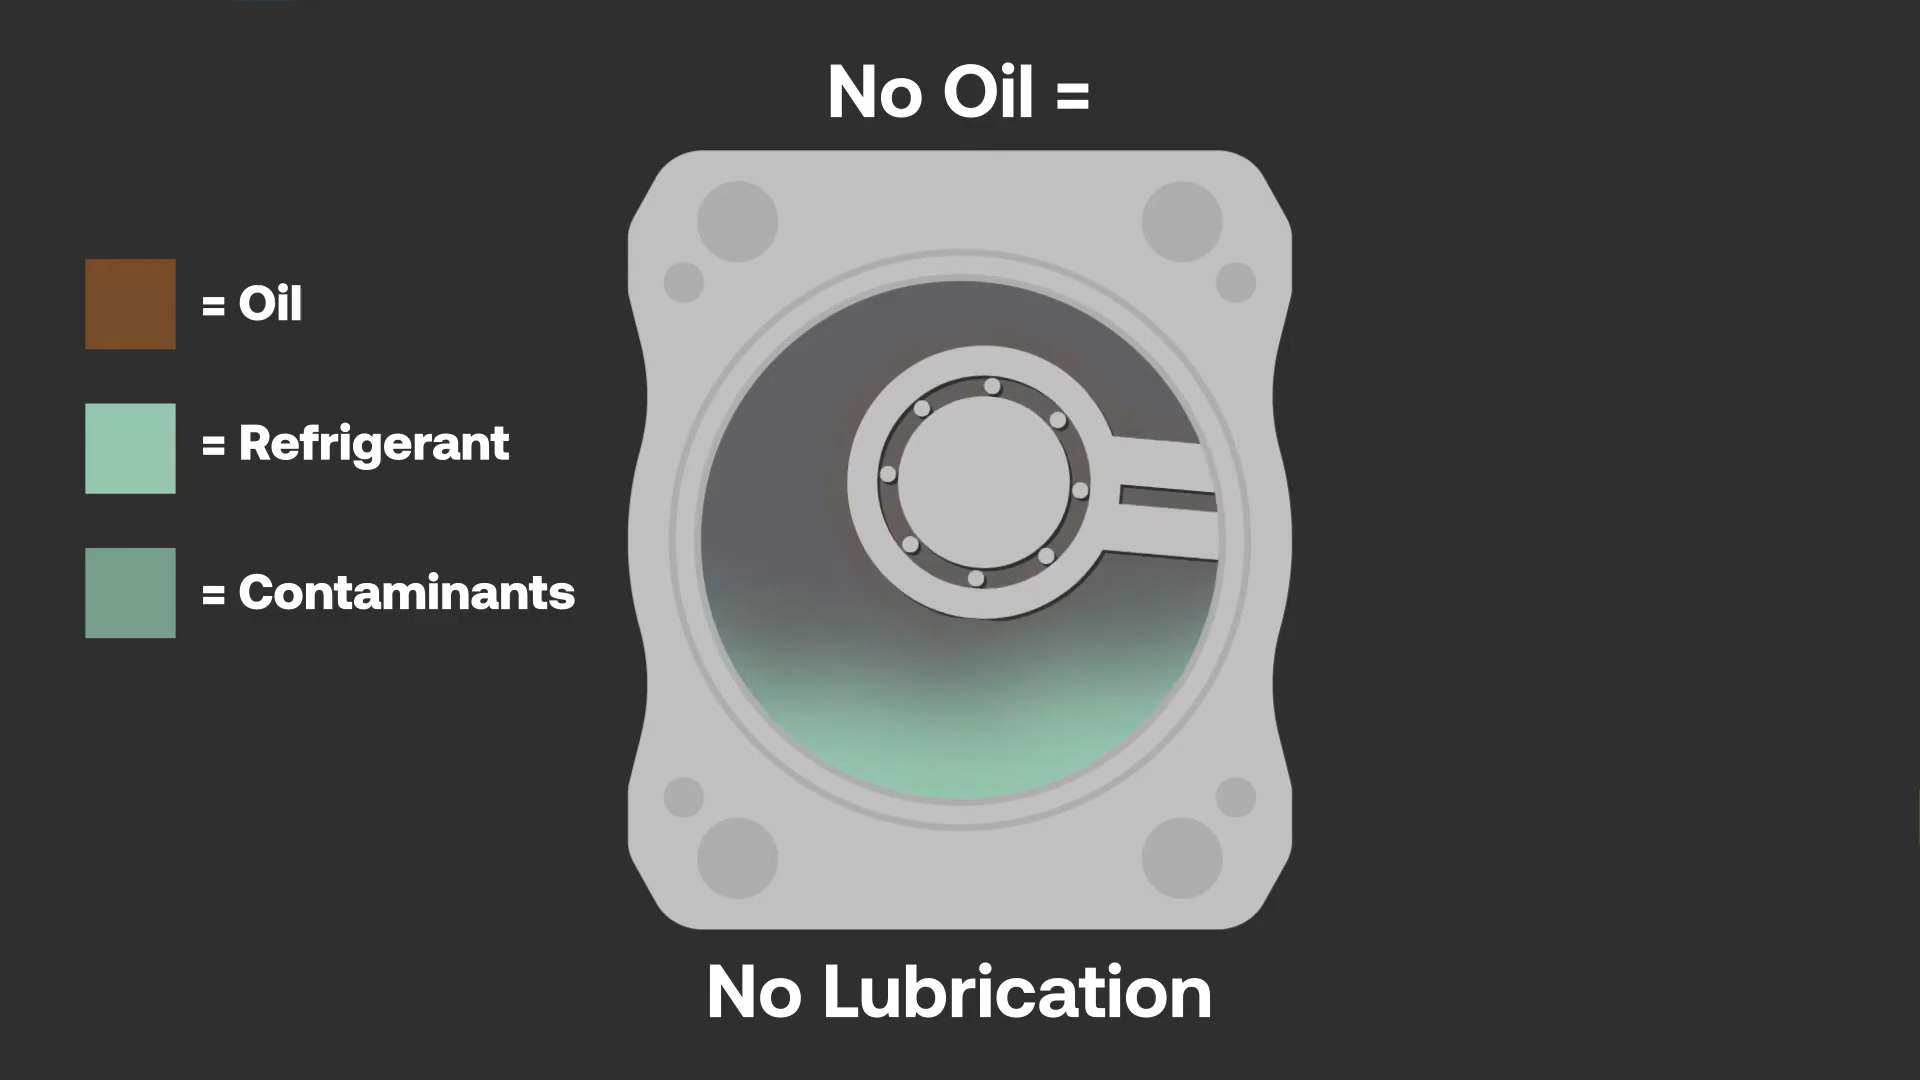 No Oil =
= Oil
= Refrigerant
= Contaminants
No Lubrication